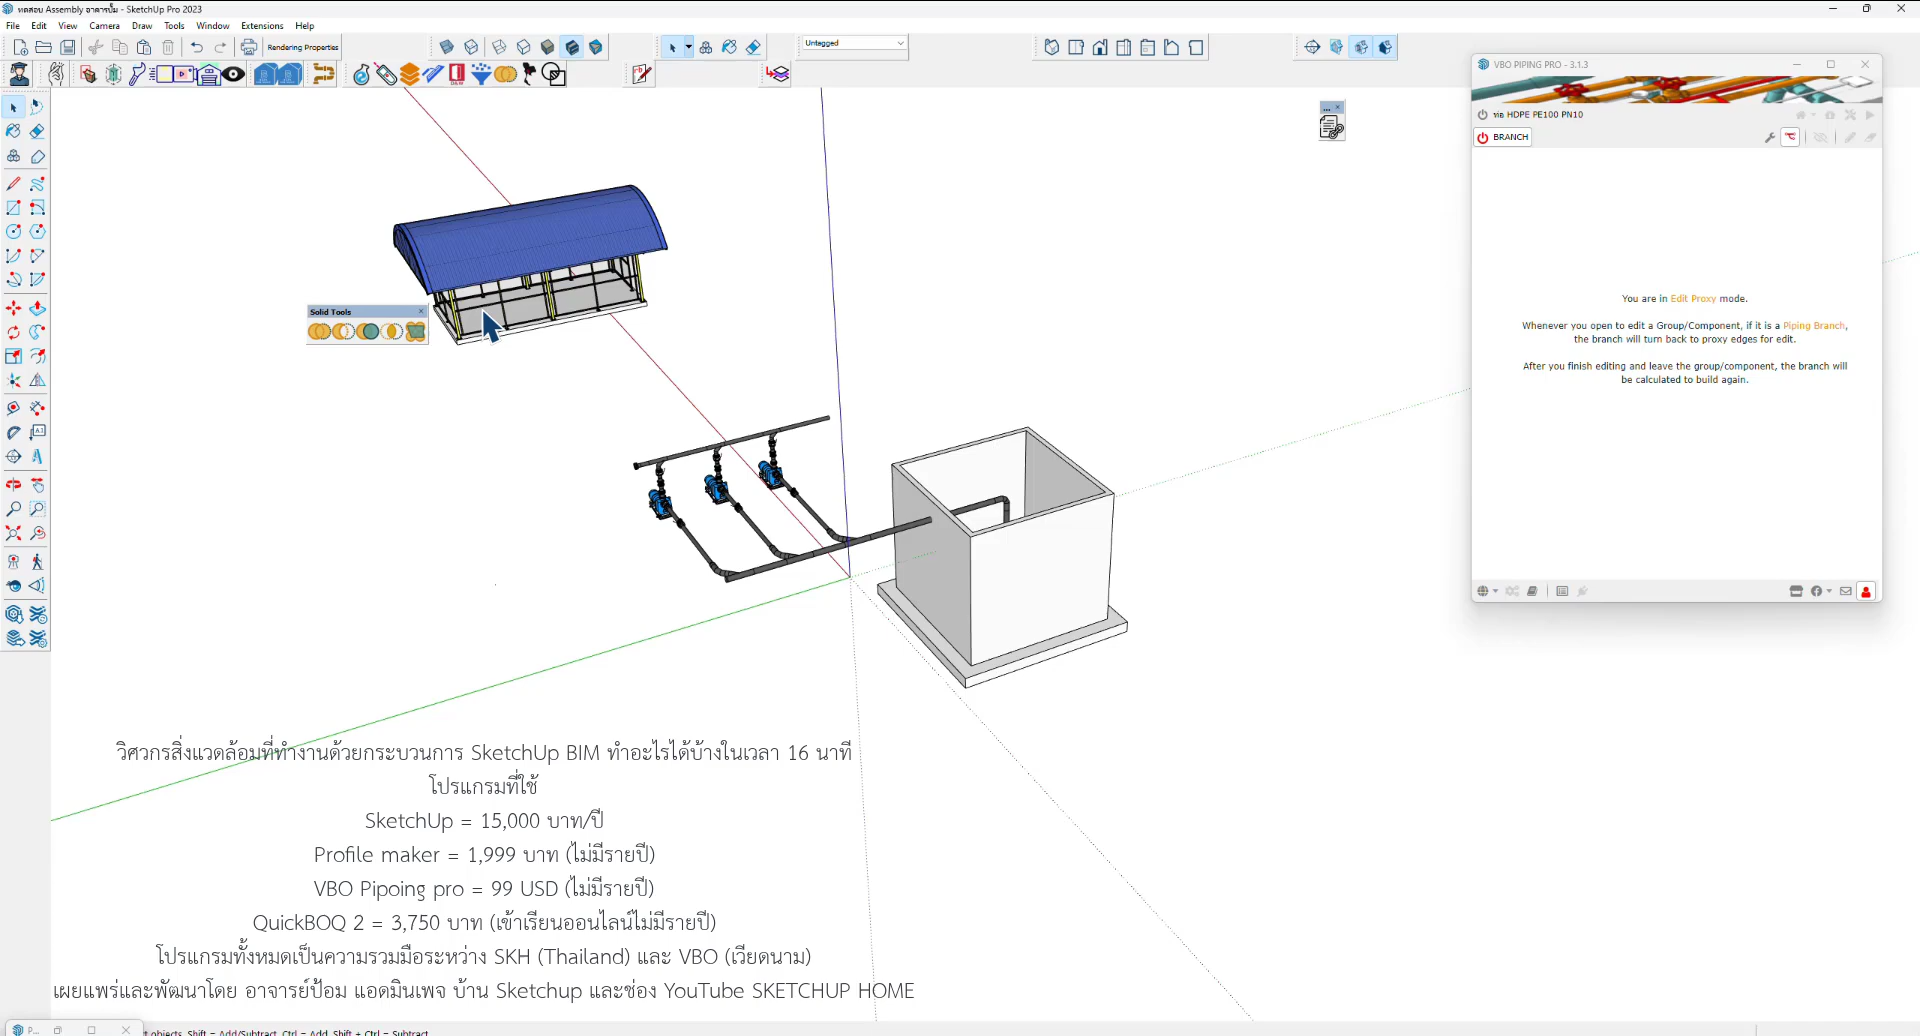 ทดสอบ Assembly อาคารปั๊ม - SketchUp Pro 2023
File Edit View Camera Draw Tools Window Extensions Help
Rendering Properties
Untagged
VBO PIPING PRO - 3.1.3
ท่อ HDPE PE100 PN10
BRANCH
You are in Edit Proxy mode.
Whenever you open to edit a Group/Component, if it is a Piping Branch,
the branch will turn back to proxy edges for edit.
After you finish editing and leave the group/component, the branch will
be calculated to build again.
Solid Tools
วิศวกรสิ่งแวดล้อมที่ทำงานด้วยกระบวนการ SketchUp BIM ทำอะไรได้บ้างในเวลา 16 นาที
โปรแกรมที่ใช้
SketchUp = 15,000 บาท/ปี
Profile maker = 1,999 บาท (ไม่มีรายปี)
VBO Pipoing pro = 99 USD (ไม่มีรายปี)
QuickBOQ 2 = 3,750 บาท (เข้าเรียนออนไลน์ไม่มีรายปี)
โปรแกรมทั้งหมดเป็นความรวมมือระหว่าง SKH (Thailand) และ VBO (เวียดนาม)
เผยแพร่และพัฒนาโดย อาจารย์ป้อม แอดมินเพจ บ้าน Sketchup และช่อง YouTube SKETCHUP HOME
P...
objects. Shift = Add/Subtract. Ctrl = Add. Shift + Ctrl = Subtract.